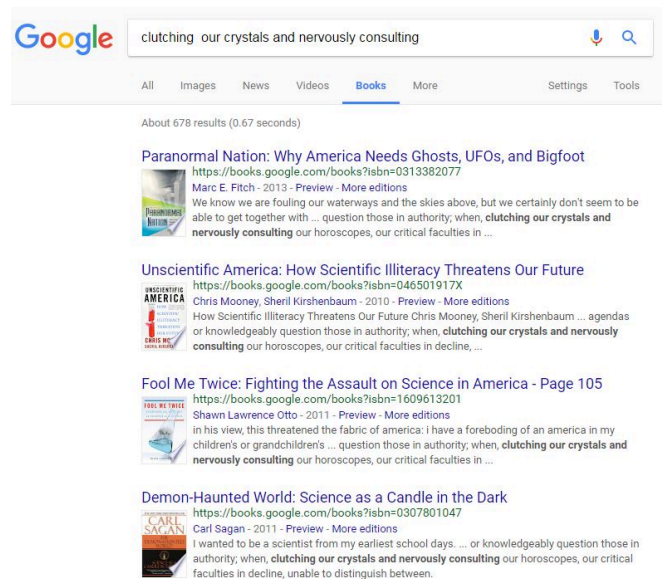 Google
clutching our crystals and nervously consulting
All Images News Videos Books More Settings Tools
About 678 results (0.67 seconds)
Paranormal Nation: Why America Needs Ghosts, UFOs, and Bigfoot
https://books.google.com/books?isbn=0313382077
Marc E. Fitch - 2013 - Preview - More editions
We know we are fouling our waterways and the skies above, but we certainly don't seem to be
able to get together with ... question those in authority; when, clutching our crystals and
nervously consulting our horoscopes, our critical faculties in ...
PARANORMAL
NATION
Unscientific America: How Scientific Illiteracy Threatens Our Future
https://books.google.com/books?isbn=046501917X
Chris Mooney, Sheril Kirshenbaum - 2010 - Preview - More editions
How Scientific Illiteracy Threatens Our Future Chris Mooney, Sheril Kirshenbaum ... agendas
or knowledgeably question those in authority; when, clutching our crystals and nervously
consulting our horoscopes, our critical faculties in decline, ...
UNSCIENTIFIC
AMERICA
Fool Me Twice: Fighting the Assault on Science in America - Page 105
https://books.google.com/books?isbn=1609613201
Shawn Lawrence Otto - 2011 - Preview - More editions
in his view, this threatened the fabric of america: i have a foreboding of an america in my
children's or grandchildren's ... question those in authority; when, clutching our crystals and
nervously consulting our horoscopes, our critical faculties in ...
FOOL ME TWICE
Demon-Haunted World: Science as a Candle in the Dark
https://books.google.com/books?isbn=0307801047
Carl Sagan - 2011 - Preview - More editions
I wanted to be a scientist from my earliest school days. ... or knowledgeably question those in
authority; when, clutching our crystals and nervously consulting our horoscopes, our critical
faculties in decline, unable to distinguish between.
CARL
SAGAN